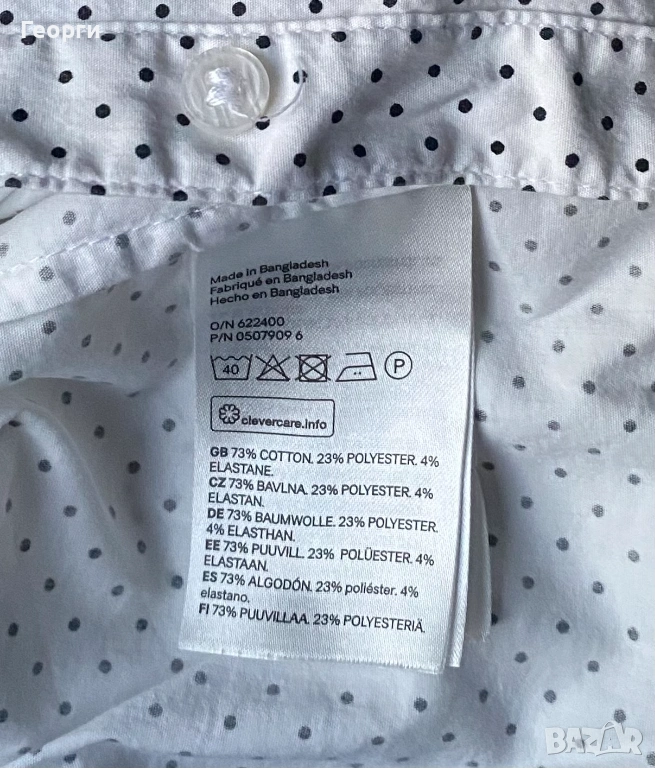 Георги
Made in Bangladesh
Fabriqué en Bangladesh
Hecho en Bangladesh
O/N 622400
P/N 0507909 6
40
P
clevercare.info
GB 73% COTTON. 23% POLYESTER. 4%
ELASTANE.
CZ 73% BAVLNA. 23% POLYESTER. 4%
ELASTAN.
DE 73% BAUMWOLLE. 23% POLYESTER.
4% ELASTHAN.
EE 73% PUUVILL. 23% POLÜESTER. 4%
ELASTAAN.
ES 73% ALGODÓN. 23% poliéster. 4%
elastano.
FI 73% PUUVILLAA. 23% POLYESTERIÄ.
BAZAR